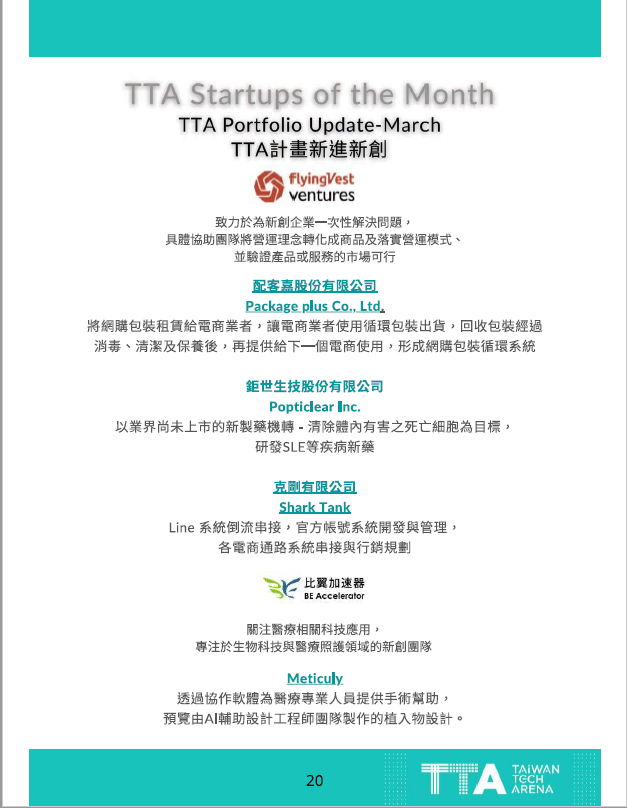 TTA Startups of the Month
TTA Portfolio Update-March
TTA計畫新進新創
flyingVest
ventures
致力於為新創企業一次性解決問題，
具體協助團隊將營運理念轉化成商品及落實營運模式、
並驗證產品或服務的市場可行
配客嘉股份有限公司
Package plus Co., Ltd.
將網購包裝租賃給電商業者，讓電商業者使用循環包裝出貨，回收包裝經過
消毒、清潔及保養後，再提供給下一個電商使用，形成網購包裝循環系統
鉅世生技股份有限公司
Popticlear Inc.
以業界尚未上市的新製藥機轉 - 清除體內有害之死亡細胞為目標，
研發SLE等疾病新藥
克剛有限公司
Shark Tank
Line 系統倒流串接，官方帳號系統開發與管理，
各電商通路系統串接與行銷規劃
比翼加速器
BE Accelerator
關注醫療相關科技應用，
專注於生物科技與醫療照護領域的新創團隊
Meticuly
透過協作軟體為醫療專業人員提供手術幫助，
預覽由AI輔助設計工程師團隊製作的植入物設計。
20
TTA
TAIWAN
TECH
ARENA